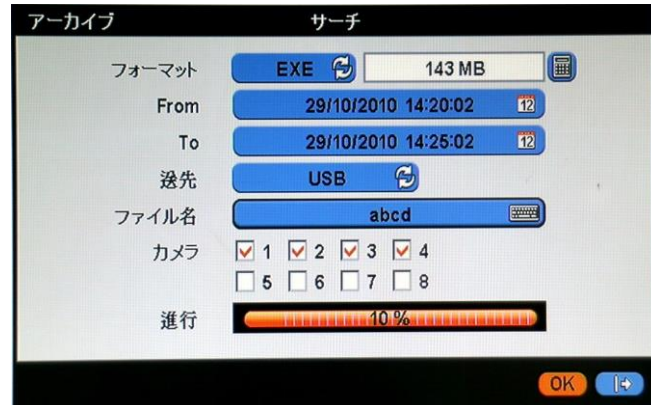 アーカイブ サーチ
フォーマット EXE 143 MB
From 29/10/2010 14:20:02 12
To 29/10/2010 14:25:02 12
送先 USB
ファイル名 abcd
カメラ 1 2 3 4
5 6 7 8
進行 10 %
OK